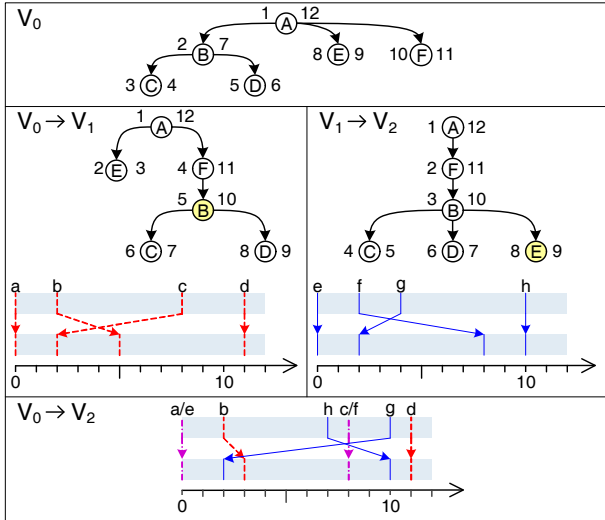 V0
1 A 12
2 B 7
8 E 9
10 F 11
3 C 4
5 D 6
V0 → V1
1 A 12
2 E 3
4 F 11
5 B 10
6 C 7
8 D 9
a b c d
0 10
V1 → V2
1 A 12
2 F 11
3 B 10
4 C 5
6 D 7
8 E 9
e f g h
0 10
V0 → V2
a/e b h c/f g d
0 10